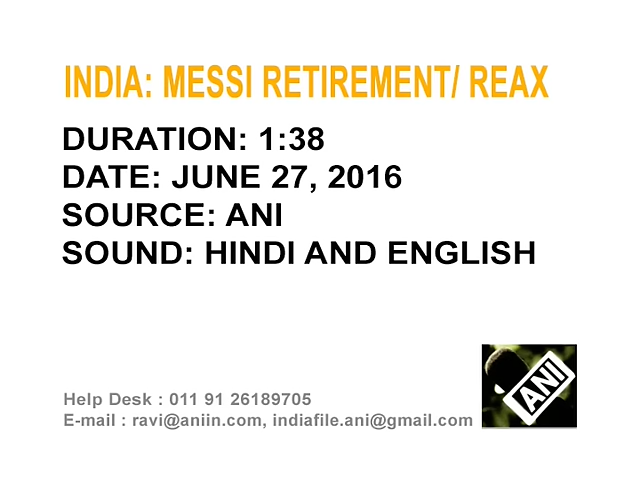 INDIA: MESSI RETIREMENT/ REAX
DURATION: 1:38
DATE: JUNE 27, 2016
SOURCE: ANI
SOUND: HINDI AND ENGLISH
Help Desk : 011 91 26189705
E-mail : ravi@aniin.com, indiafile.ani@gmail.com
ANI